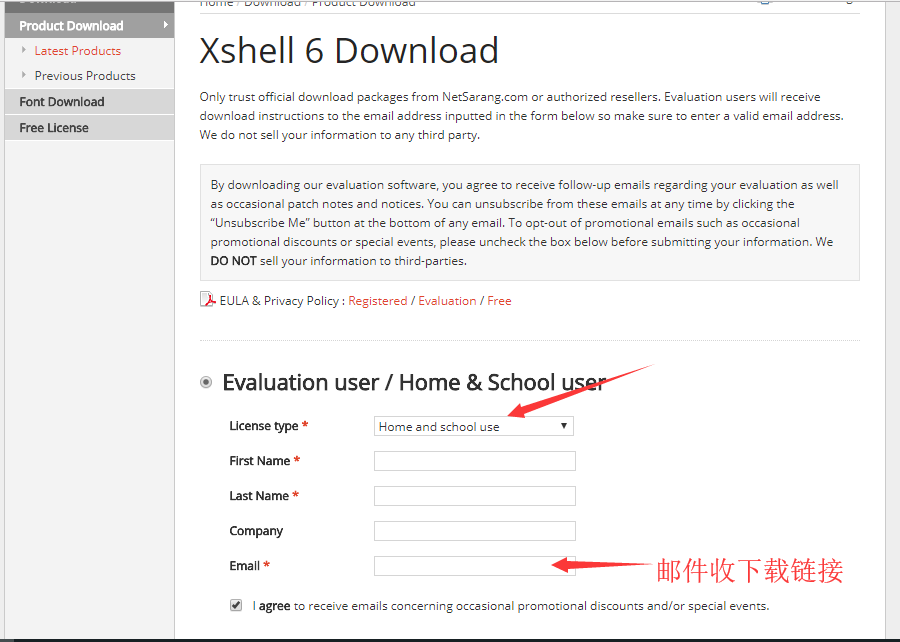 Home / Download / Product Download
Product Download
Latest Products
Previous Products
Font Download
Free License
Xshell 6 Download
Only trust official download packages from NetSarang.com or authorized resellers. Evaluation users will receive
download instructions to the email address inputted in the form below so make sure to enter a valid email address.
We do not sell your information to any third party.
By downloading our evaluation software, you agree to receive follow-up emails regarding your evaluation as well
as occasional patch notes and notices. You can unsubscribe from these emails at any time by clicking the
“Unsubscribe Me” button at the bottom of any email. To opt-out of promotional emails such as occasional
promotional discounts or special events, please uncheck the box below before submitting your information. We
DO NOT sell your information to third-parties.
EULA & Privacy Policy : Registered / Evaluation / Free
Evaluation user / Home & School user
License type * Home and school use
First Name *
Last Name *
Company
Email * 邮件收下载链接
I agree to receive emails concerning occasional promotional discounts and/or special events.